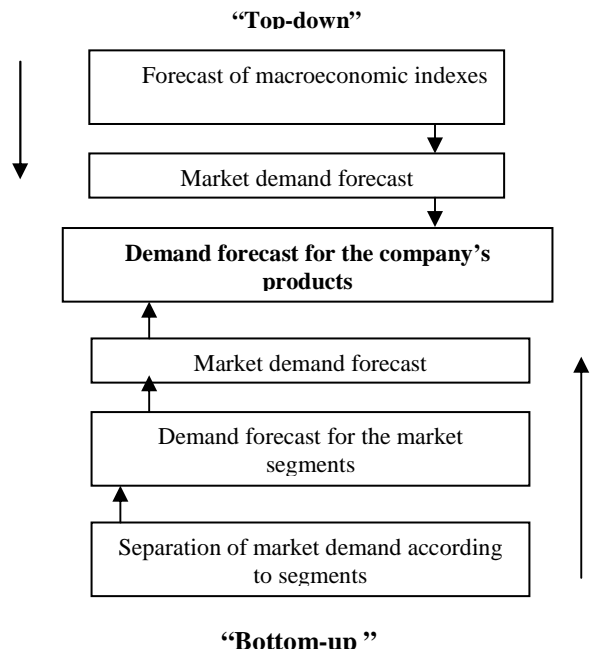 “Top-down”
Forecast of macroeconomic indexes
Market demand forecast
Demand forecast for the company’s
products
Market demand forecast
Demand forecast for the market
segments
Separation of market demand according
to segments
“Bottom-up ”